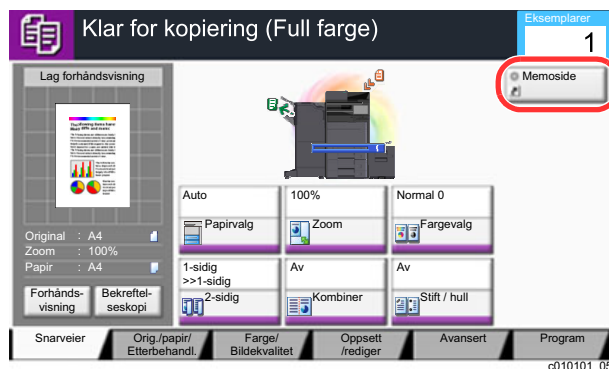 Klar for kopiering (Full farge)
Eksemplarer
1
Lag forhåndsvisning
Memoside
Original : A4
Zoom : 100%
Papir : A4
Forhånds-
visning
Bekreftel-
seskopi
Auto
Papirvalg
100%
Zoom
Normal 0
Fargevalg
1-sidig
>>1-sidig
2-sidig
Av
Kombiner
Av
Stift / hull
Snarveier
Orig./papir/
Etterbehandl.
Farge/
Bildekvalitet
Oppsett
/rediger
Avansert
Program
c010101_05